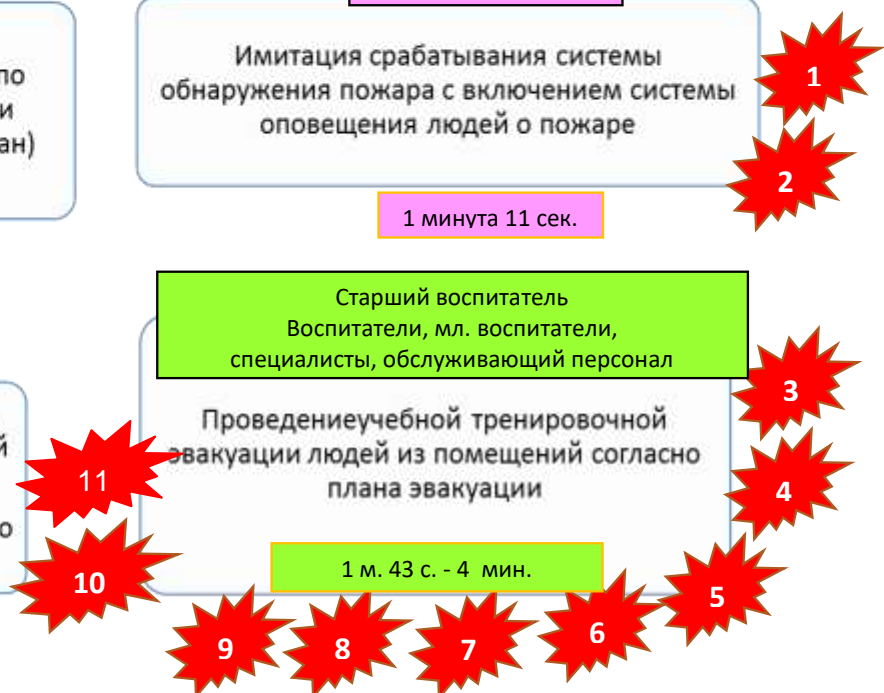 по
и
ан)
Имитация срабатывания системы
обнаружения пожара с включением системы
оповещения людей о пожаре
1
2
1 минута 11 сек.
Старший воспитатель
Воспитатели, мл. воспитатели,
специалисты, обслуживающий персонал
Проведениеучебной тренировочной
эвакуации людей из помещений согласно
плана эвакуации
1 м. 43 с. - 4 мин.
3
4
5
6
7
8
9
10
11
й
о